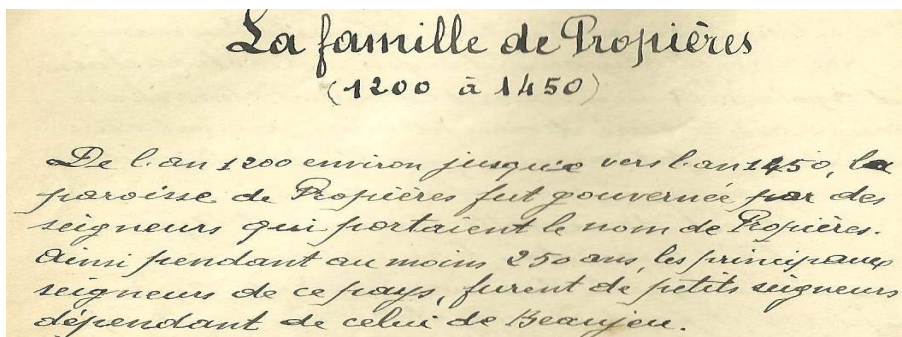 La famille de Propières
(1200 à 1450)
De l'an 1200 environ jusque vers l'an 1450, la
paroisse de Propières fut gouvernée par des
seigneurs qui portaient le nom de Propières.
Ainsi pendant au moins 250 ans, les principaux
seigneurs de ce pays, furent de petits seigneurs
dépendant de celui de Beaujeu.